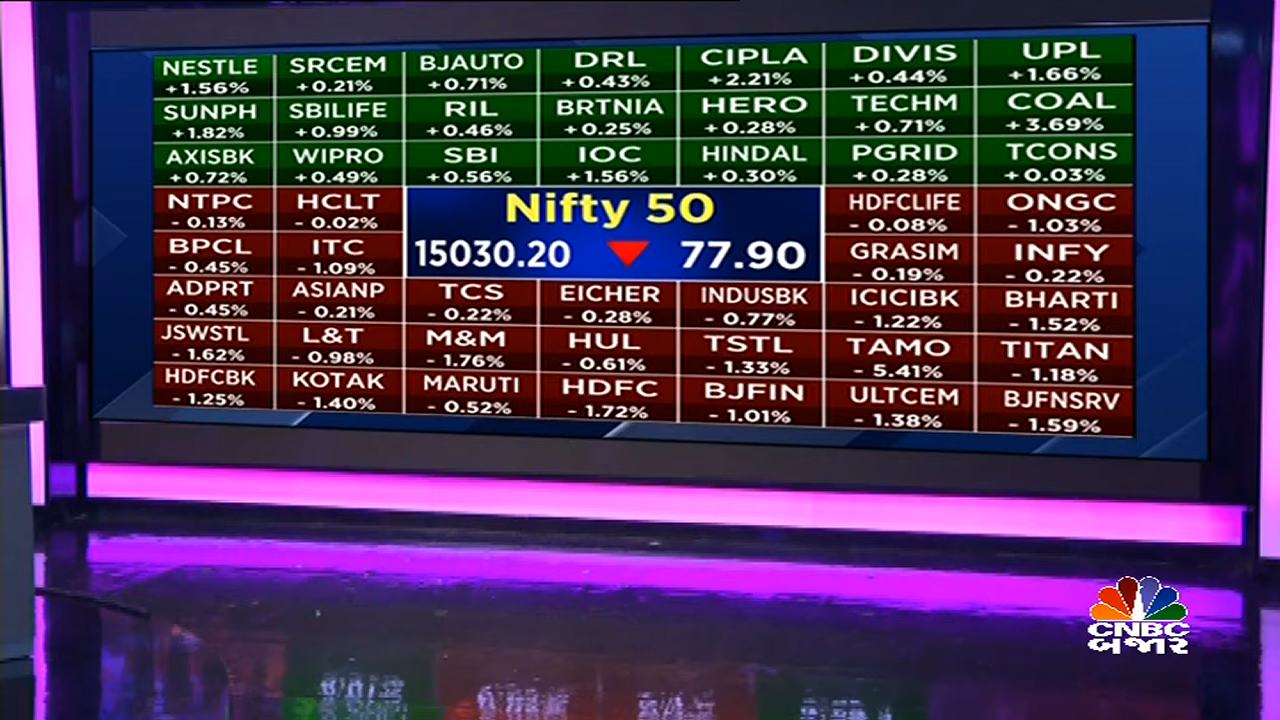 NESTLE SRCEM BJAUTO DRL CIPLA DIVIS UPL
+1.56% +0.21% +0.71% +0.43% +2.21% +0.44% +1.66%
SUNPH SBILIFE RIL BRTNIA HERO TECHM COAL
+1.82% +0.99% +0.46% +0.25% +0.28% +0.71% +3.69%
AXISBK WIPRO SBI IOC HINDAL PGRID TCONS
+0.72% +0.49% +0.56% +1.56% +0.30% +0.28% +0.03%
NTPC HCLT Nifty 50 HDFCLIFE ONGC
- 0.13% - 0.02% - 0.08% - 1.03%
BPCL ITC 15030.20 ▼ 77.90 GRASIM INFY
- 0.45% - 1.09% - 0.19% - 0.22%
ADPRT ASIANP TCS EICHER INDUSBK ICICIBK BHARTI
- 0.45% - 0.21% - 0.22% - 0.28% - 0.77% - 1.22% - 1.52%
JSWSTL L&T M&M HUL TSTL TAMO TITAN
- 1.62% - 0.98% - 1.76% - 0.61% - 1.33% - 5.41% - 1.18%
HDFCBK KOTAK MARUTI HDFC BJFIN ULTCEM BJFNSRV
- 1.25% - 1.40% - 0.52% - 1.72% - 1.01% - 1.38% - 1.59%
CNBC
બજાર